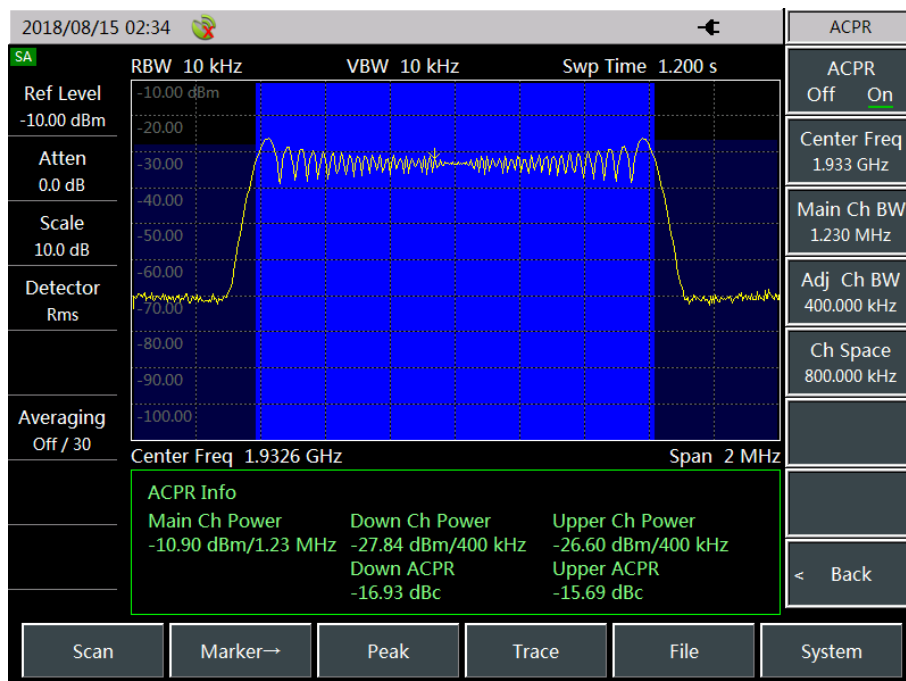 2018/08/15 02:34
ACPR
SA
RBW 10 kHz VBW 10 kHz Swp Time 1.200 s
Ref Level
-10.00 dBm
Atten
0.0 dB
Scale
10.0 dB
Detector
Rms
Averaging
Off / 30
-10.00 dBm
-20.00
-30.00
-40.00
-50.00
-60.00
-70.00
-80.00
-90.00
-100.00
Center Freq 1.9326 GHz Span 2 MHz
ACPR Info
Main Ch Power Down Ch Power Upper Ch Power
-10.90 dBm/1.23 MHz -27.84 dBm/400 kHz -26.60 dBm/400 kHz
Down ACPR Upper ACPR
-16.93 dBc -15.69 dBc
ACPR
Off On
Center Freq
1.933 GHz
Main Ch BW
1.230 MHz
Adj Ch BW
400.000 kHz
Ch Space
800.000 kHz
< Back
Scan Marker→ Peak Trace File System